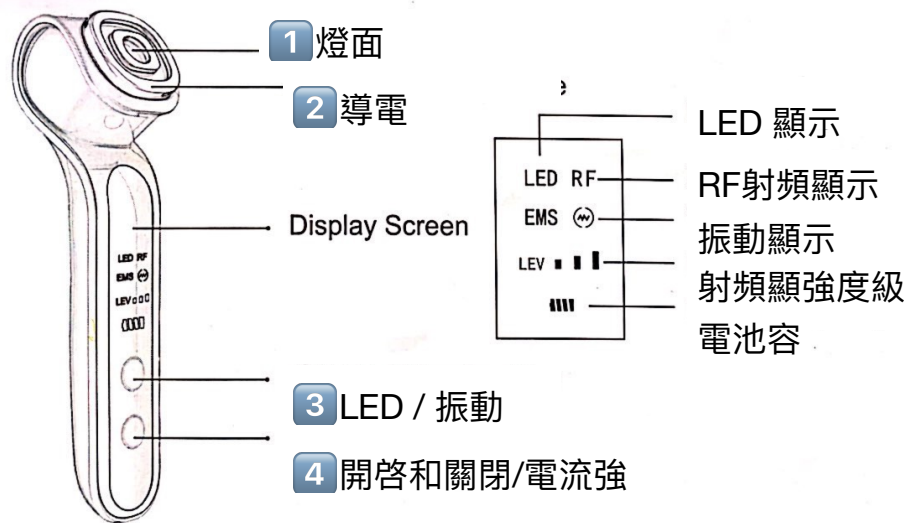 1 燈面
2 導電
Display Screen
LED RF
EMS
LEV
3 LED / 振動
4 開啓和關閉/電流強
LED RF
EMS
LEV
LED 顯示
RF射頻顯示
振動顯示
射頻顯強度級
電池容